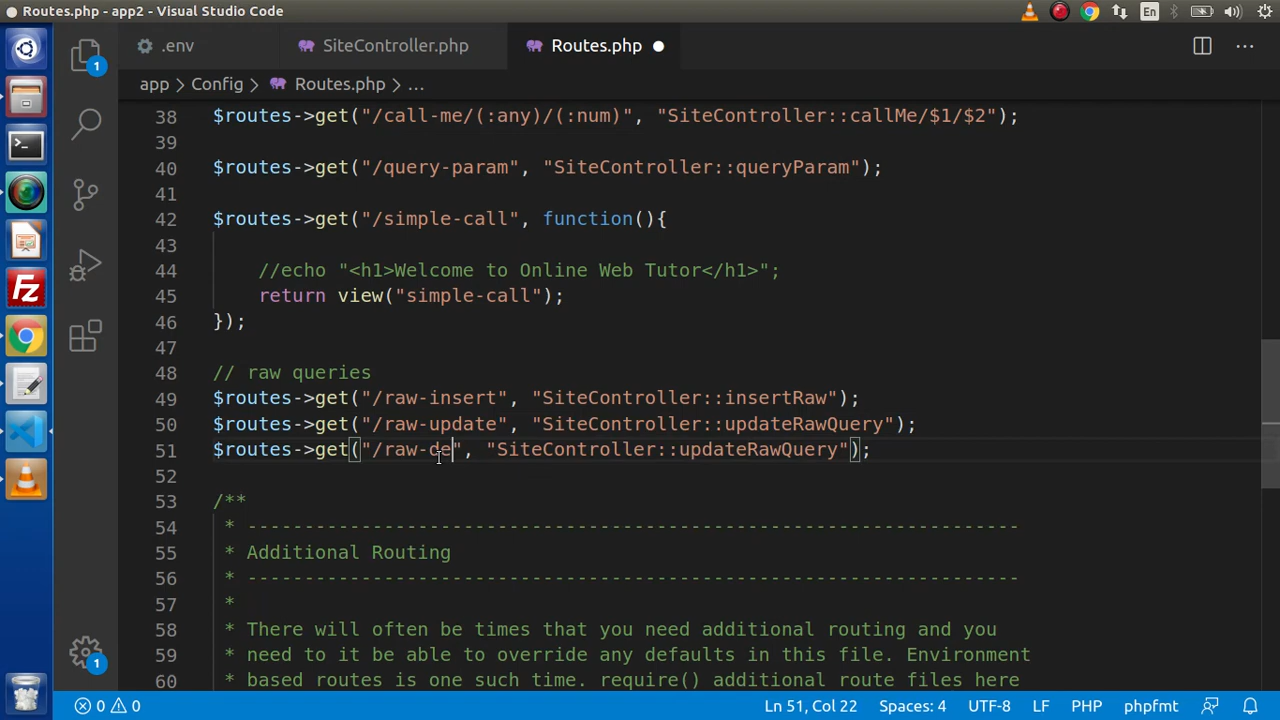 Routes.php - app2 - Visual Studio Code
En
.env
SiteController.php
Routes.php
app > Config > Routes.php > ...
38 $routes->get("/call-me/(:any)/(:num)", "SiteController::callMe/$1/$2");
39
40 $routes->get("/query-param", "SiteController::queryParam");
41
42 $routes->get("/simple-call", function(){
43
44 //echo "<h1>Welcome to Online Web Tutor</h1>";
45 return view("simple-call");
46 });
47
48 // raw queries
49 $routes->get("/raw-insert", "SiteController::insertRaw");
50 $routes->get("/raw-update", "SiteController::updateRawQuery");
51 $routes->get("/raw-de", "SiteController::updateRawQuery");
52
53 /**
54 * --------------------------------------------------------------------
55 * Additional Routing
56 * --------------------------------------------------------------------
57 *
58 * There will often be times that you need additional routing and you
59 * need to it be able to override any defaults in this file. Environment
60 * based routes is one such time. require() additional route files here
1
1
0 0
Ln 51, Col 22
Spaces: 4
UTF-8
LF
PHP
phpfmt